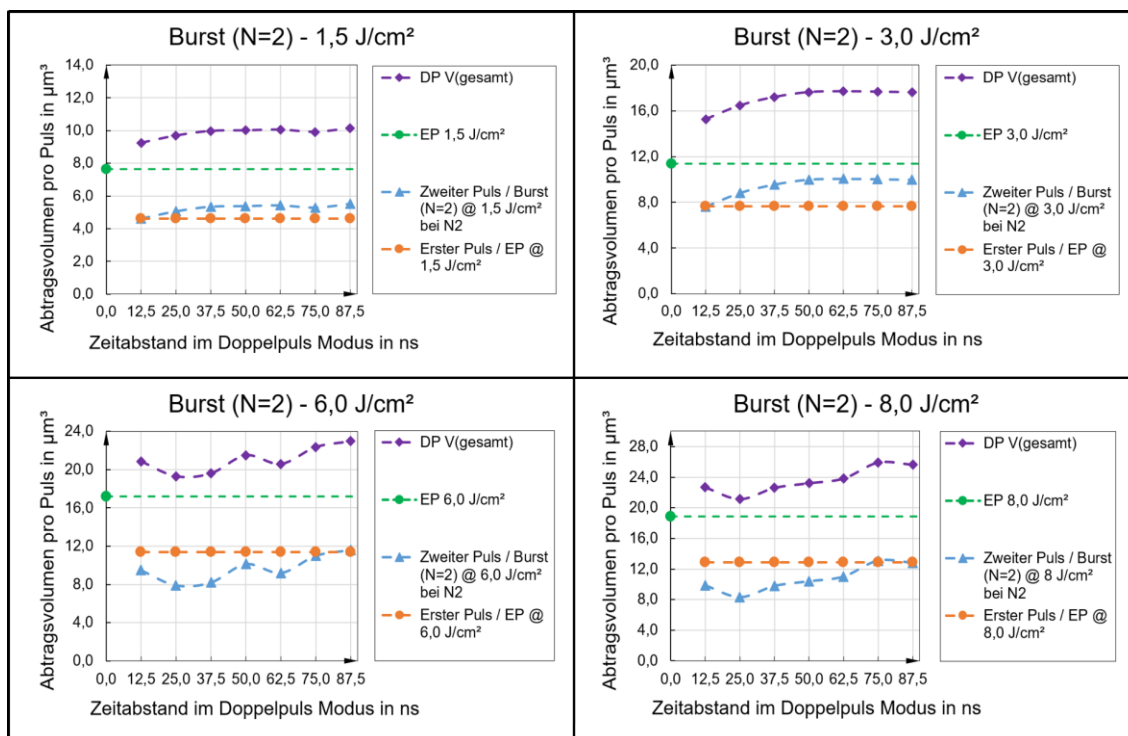 Burst (N=2) - 1,5 J/cm²
Abtragsvolumen pro Puls in µm³
14,0
12,0
10,0
8,0
6,0
4,0
2,0
0,0
0,0 12,5 25,0 37,5 50,0 62,5 75,0 87,5
Zeitabstand im Doppelpuls Modus in ns
DP V(gesamt)
EP 1,5 J/cm²
Zweiter Puls / Burst
(N=2) @ 1,5 J/cm²
bei N2
Erster Puls / EP @
1,5 J/cm²
Burst (N=2) - 3,0 J/cm²
Abtragsvolumen pro Puls in µm³
20,0
16,0
12,0
8,0
4,0
0,0
0,0 12,5 25,0 37,5 50,0 62,5 75,0 87,5
Zeitabstand im Doppelpuls Modus in ns
DP V(gesamt)
EP 3,0 J/cm²
Zweiter Puls / Burst
(N=2) @ 3,0 J/cm²
bei N2
Erster Puls / EP @
3,0 J/cm²
Burst (N=2) - 6,0 J/cm²
Abtragsvolumen pro Puls in µm³
24,0
20,0
16,0
12,0
8,0
4,0
0,0
0,0 12,5 25,0 37,5 50,0 62,5 75,0 87,5
Zeitabstand im Doppelpuls Modus in ns
DP V(gesamt)
EP 6,0 J/cm²
Zweiter Puls / Burst
(N=2) @ 6,0 J/cm²
bei N2
Erster Puls / EP @
6,0 J/cm²
Burst (N=2) - 8,0 J/cm²
Abtragsvolumen pro Puls in µm³
28,0
24,0
20,0
16,0
12,0
8,0
4,0
0,0
0,0 12,5 25,0 37,5 50,0 62,5 75,0 87,5
Zeitabstand im Doppelpuls Modus in ns
DP V(gesamt)
EP 8,0 J/cm²
Zweiter Puls / Burst
(N=2) @ 8 J/cm²
bei N2
Erster Puls / EP @
8,0 J/cm²